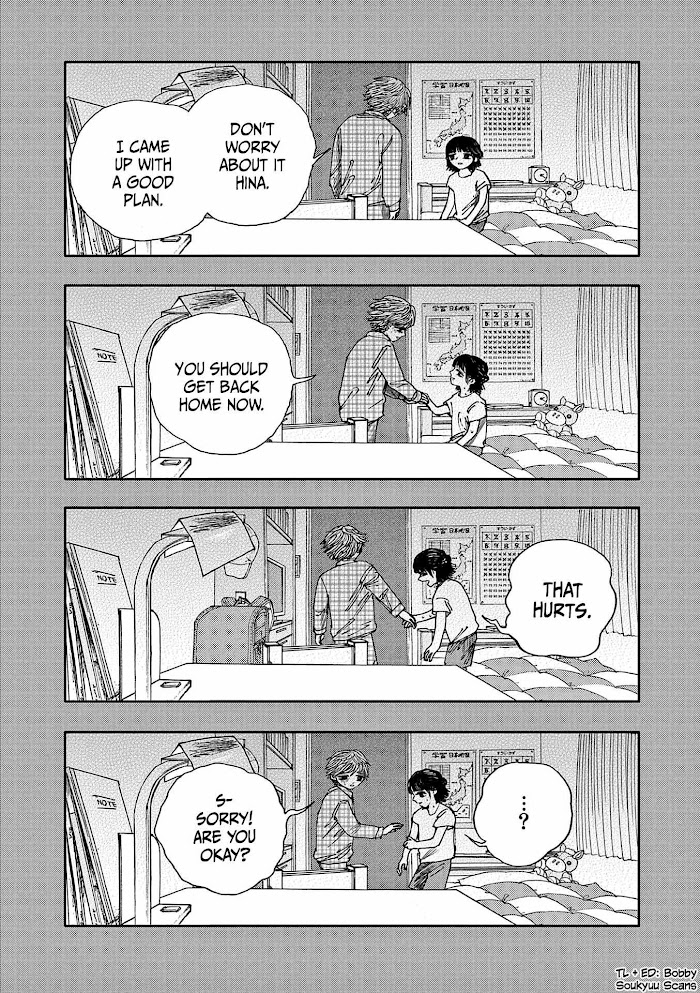 DON'T
WORRY
ABOUT IT
HINA.
I CAME
UP WITH
A GOOD
PLAN.
YOU SHOULD
GET BACK
HOME NOW.
NOTE
THAT
HURTS.
NOTE
S-
SORRY!
ARE YOU
OKAY?
...
?
NOTE
TL + ED: Bobby
Soukyuu Scans